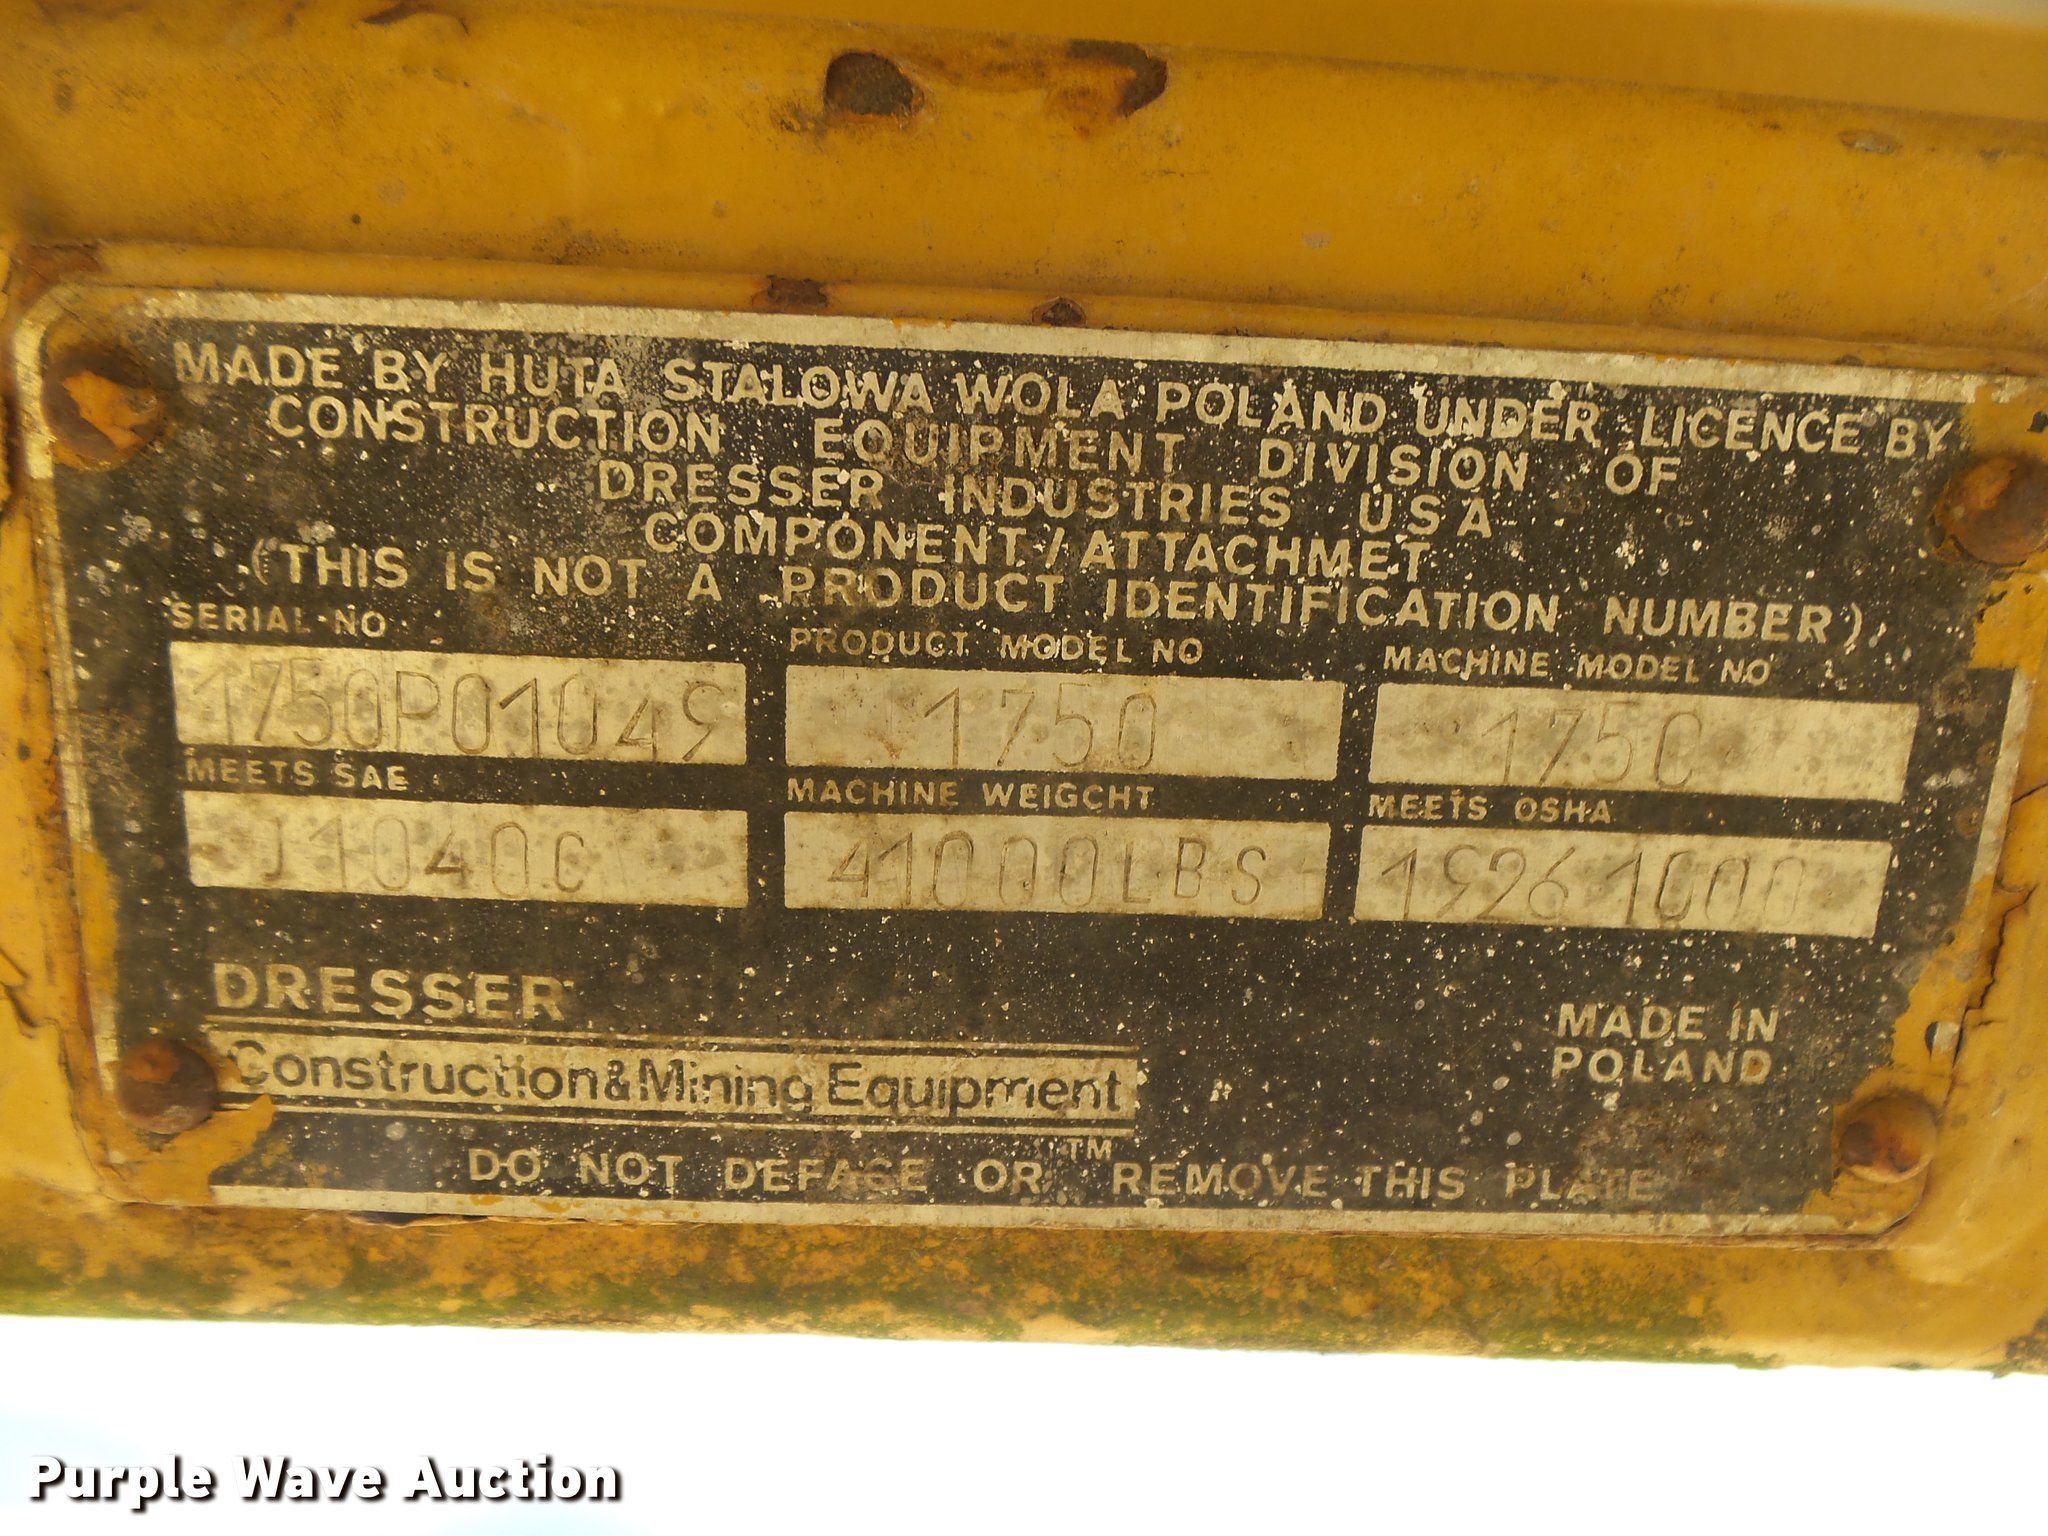 MADE BY HUTA STALOWA WOLA POLAND UNDER LICENCE BY
CONSTRUCTION EQUIPMENT DIVISION OF
DRESSER INDUSTRIES USA
COMPONENT/ATTACHMET
(THIS IS NOT A PRODUCT IDENTIFICATION NUMBER)
SERIAL NO PRODUCT MODEL NO MACHINE MODEL NO
1750P01049 1750 1750
MEETS SAE MACHINE WEIGCHT MEETS OSHA
J1040C 41000LBS 1926 1000
DRESSER
Construction&Mining Equipment
TM
MADE IN
POLAND
DO NOT DEFACE OR REMOVE THIS PLATE
Purple Wave Auction